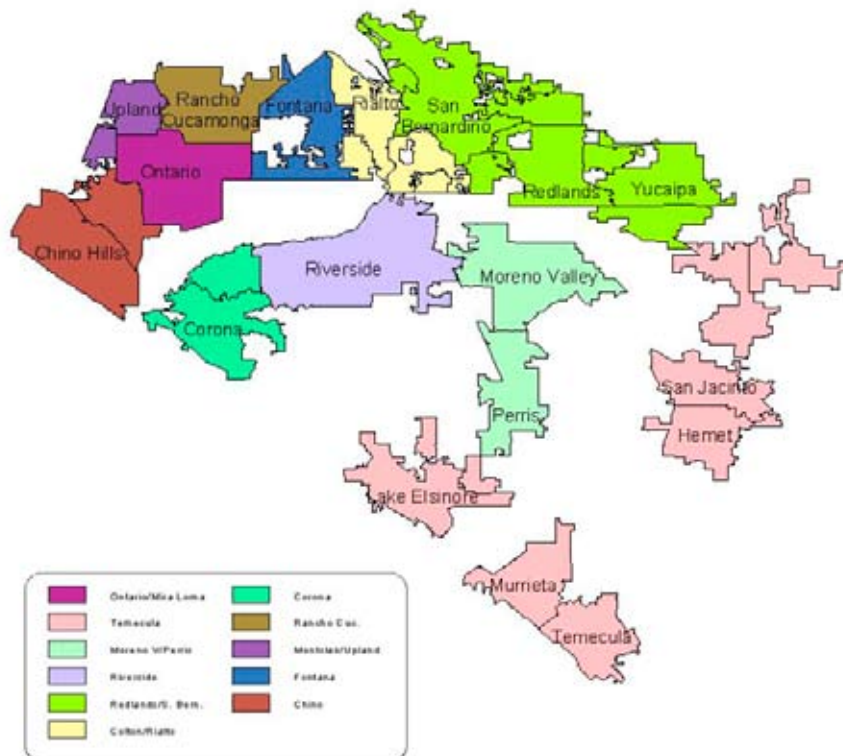 Upland
Rancho
Cucamonga
Fontana
Rialto
San
Bernardino
Ontario
Redlands
Yucaipa
Chino Hills
Riverside
Moreno Valley
Corona
San Jacinto
Perris
Hemet
Lake Elsinore
Murrieta
Temecula
Ontario/Mira Loma
Corona
Temecula
Rancho Cuc.
Moreno V/Perris
Montclair/Upland
Riverside
Fontana
Redlands/S. Bern.
Chino
Colton/Rialto